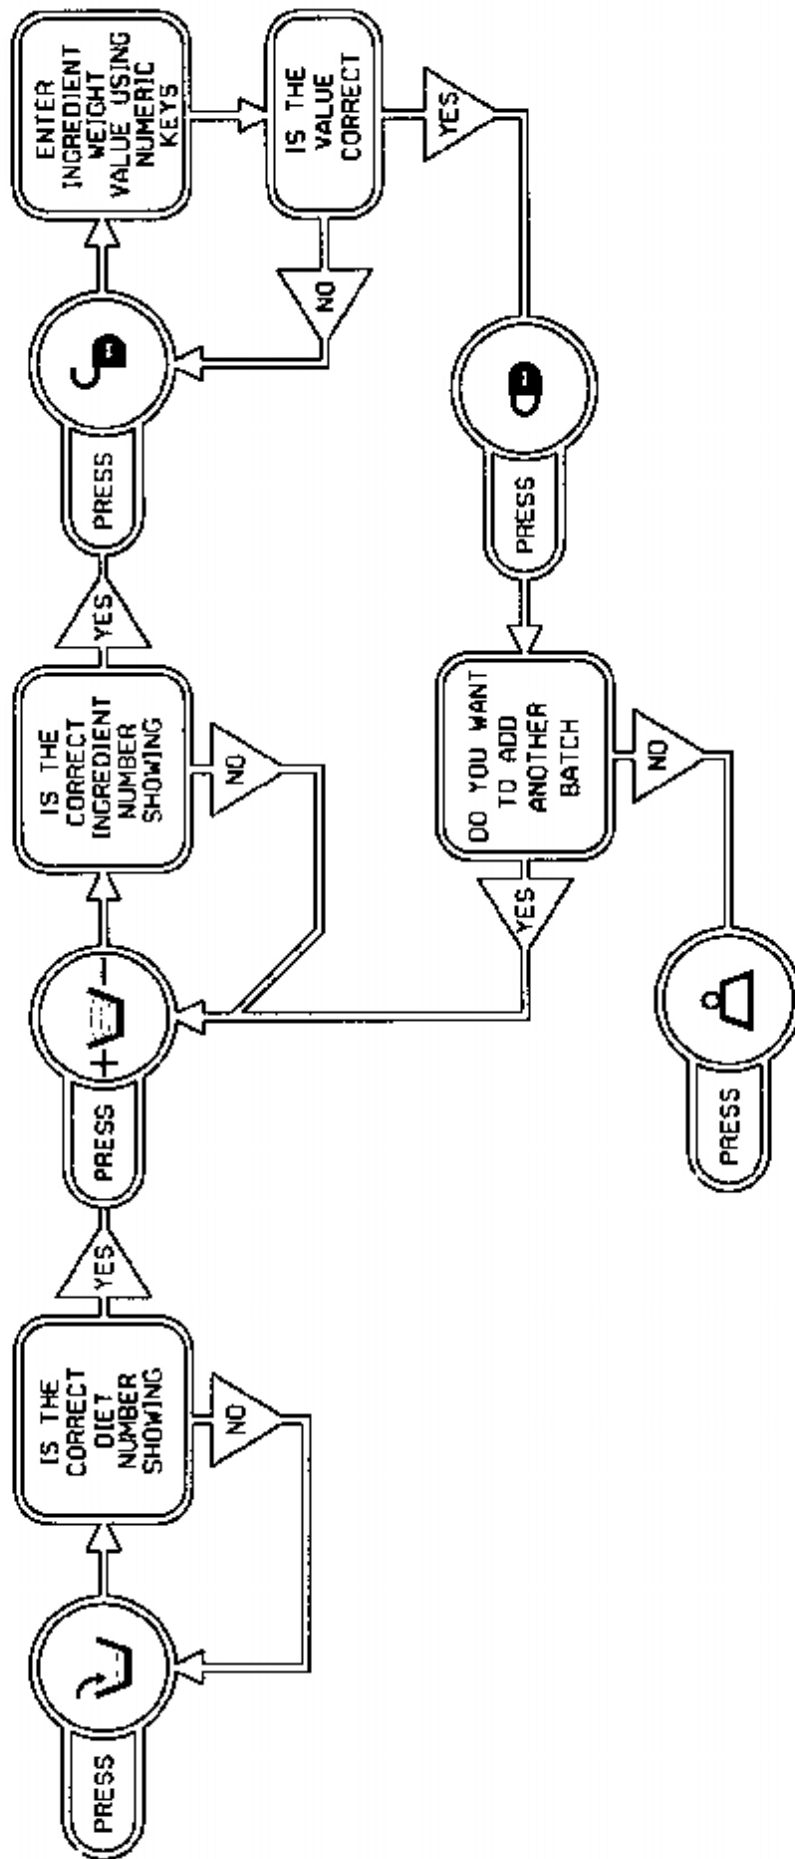 PRESS
IS THE
CORRECT
DIET
NUMBER
SHOWING
NO
YES
PRESS
+ -
IS THE
CORRECT
INGREDIENT
NUMBER
SHOWING
NO
YES
PRESS
ENTER
INGREDIENT
WEIGHT
VALUE USING
NUMERIC
KEYS
IS THE
VALUE
CORRECT
NO
YES
PRESS
DO YOU WANT
TO ADD
ANOTHER
BATCH
YES
NO
PRESS